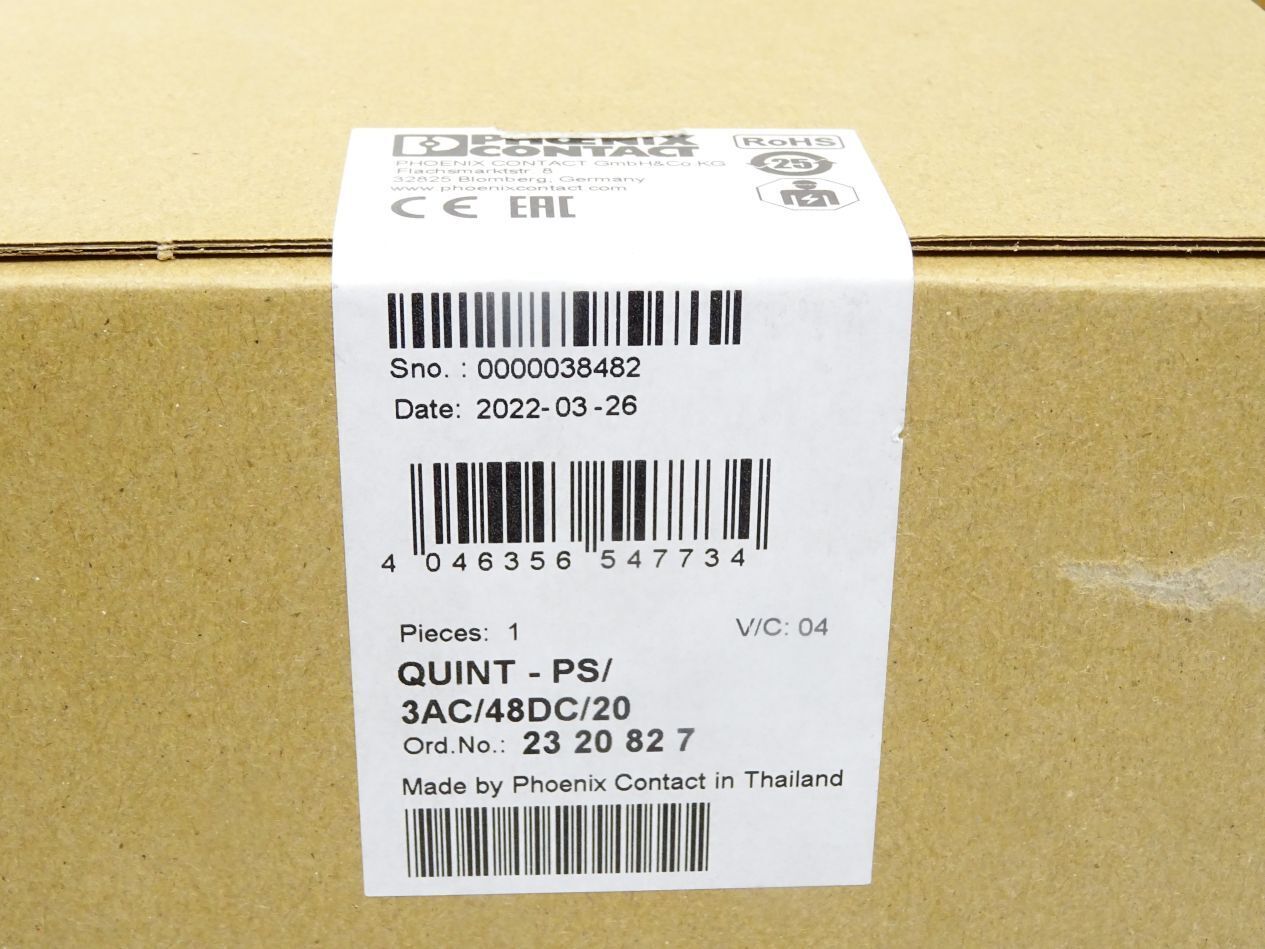 PHOENIX
CONTACT
RoHS
PHOENIX CONTACT GmbH&Co.KG
Flachsmarktstr. 8
32825 Blomberg, Germany
www.phoenixcontact.com
25
CE EAC
Sno. : 0000038482
Date: 2022-03-26
4 046356 547734
Pieces: 1
V/C: 04
QUINT - PS/
3AC/48DC/20
Ord.No.: 23 20 82 7
Made by Phoenix Contact in Thailand